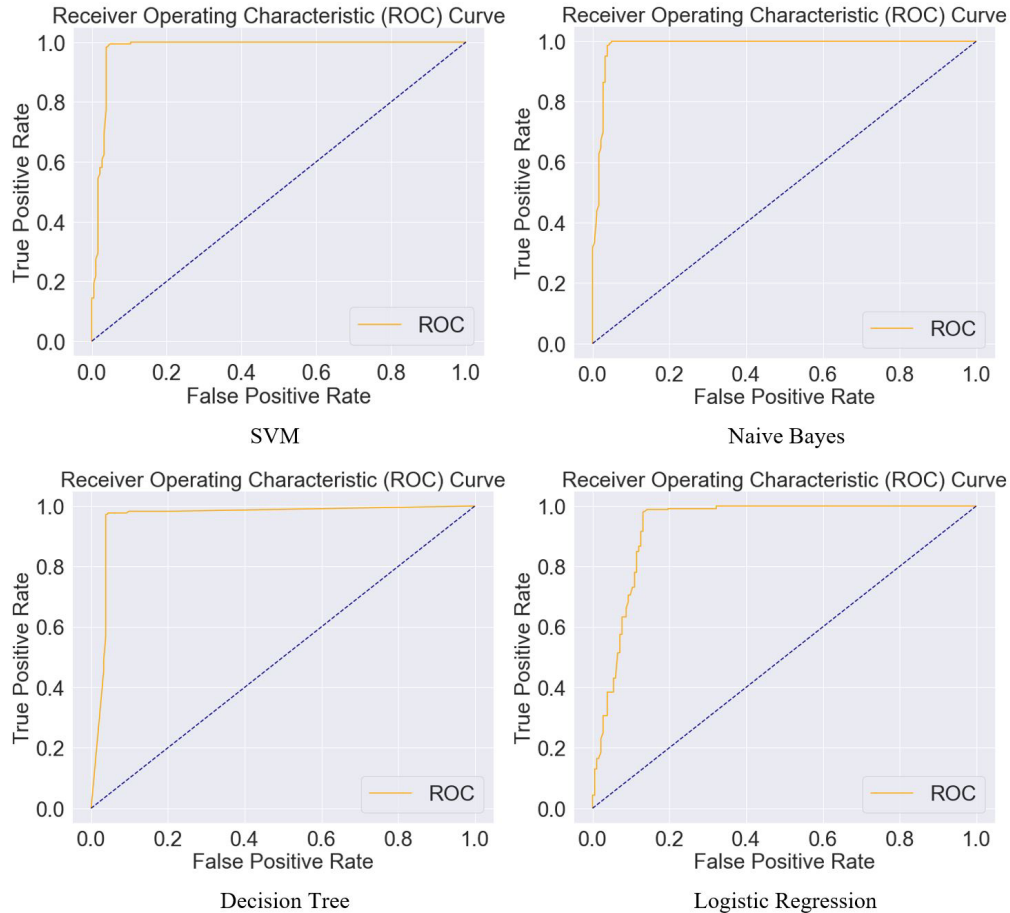 Receiver Operating Characteristic (ROC) Curve
True Positive Rate
1.0
0.8
0.6
0.4
0.2
0.0
ROC
0.0 0.2 0.4 0.6 0.8 1.0
False Positive Rate
SVM
Receiver Operating Characteristic (ROC) Curve
True Positive Rate
1.0
0.8
0.6
0.4
0.2
0.0
ROC
0.0 0.2 0.4 0.6 0.8 1.0
False Positive Rate
Naive Bayes
Receiver Operating Characteristic (ROC) Curve
True Positive Rate
1.0
0.8
0.6
0.4
0.2
0.0
ROC
0.0 0.2 0.4 0.6 0.8 1.0
False Positive Rate
Decision Tree
Receiver Operating Characteristic (ROC) Curve
True Positive Rate
1.0
0.8
0.6
0.4
0.2
0.0
ROC
0.0 0.2 0.4 0.6 0.8 1.0
False Positive Rate
Logistic Regression